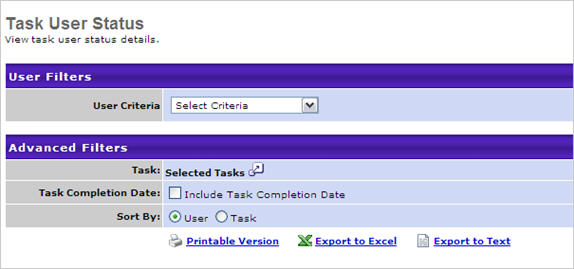 Task User Status
View task user status details.
User Filters
User Criteria Select Criteria
Advanced Filters
Task: Selected Tasks
Task Completion Date: Include Task Completion Date
Sort By: User Task
Printable Version Export to Excel Export to Text